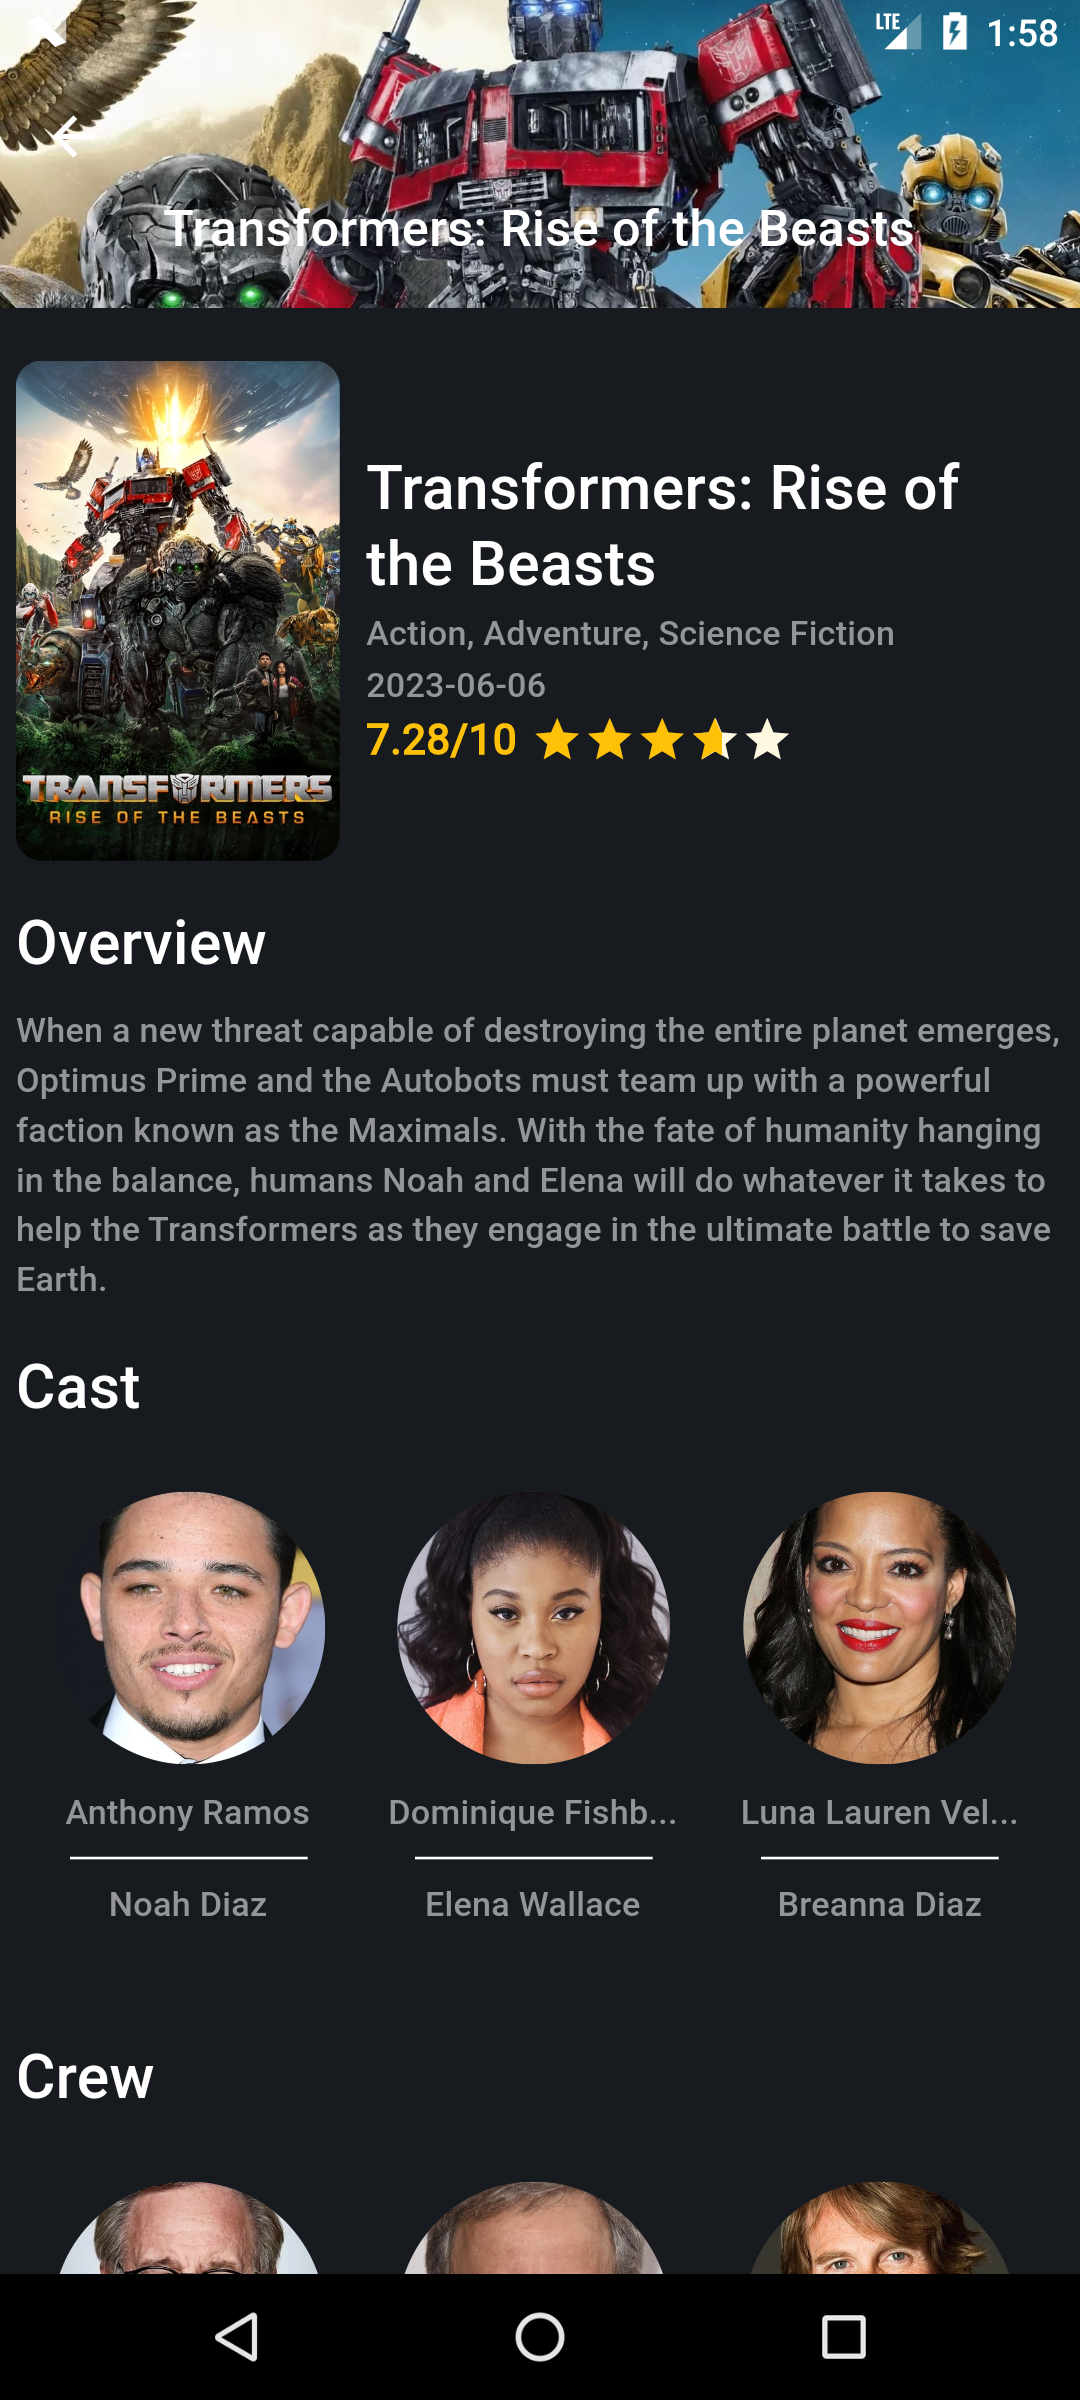 LTE 1:58
Transformers: Rise of the Beasts
Transformers: Rise of
the Beasts
Action, Adventure, Science Fiction
2023-06-06
7.28/10
TRANSFORMERS
RISE OF THE BEASTS
Overview
When a new threat capable of destroying the entire planet emerges,
Optimus Prime and the Autobots must team up with a powerful
faction known as the Maximals. With the fate of humanity hanging
in the balance, humans Noah and Elena will do whatever it takes to
help the Transformers as they engage in the ultimate battle to save
Earth.
Cast
Anthony Ramos
Dominique Fishb...
Luna Lauren Vel...
Noah Diaz
Elena Wallace
Breanna Diaz
Crew